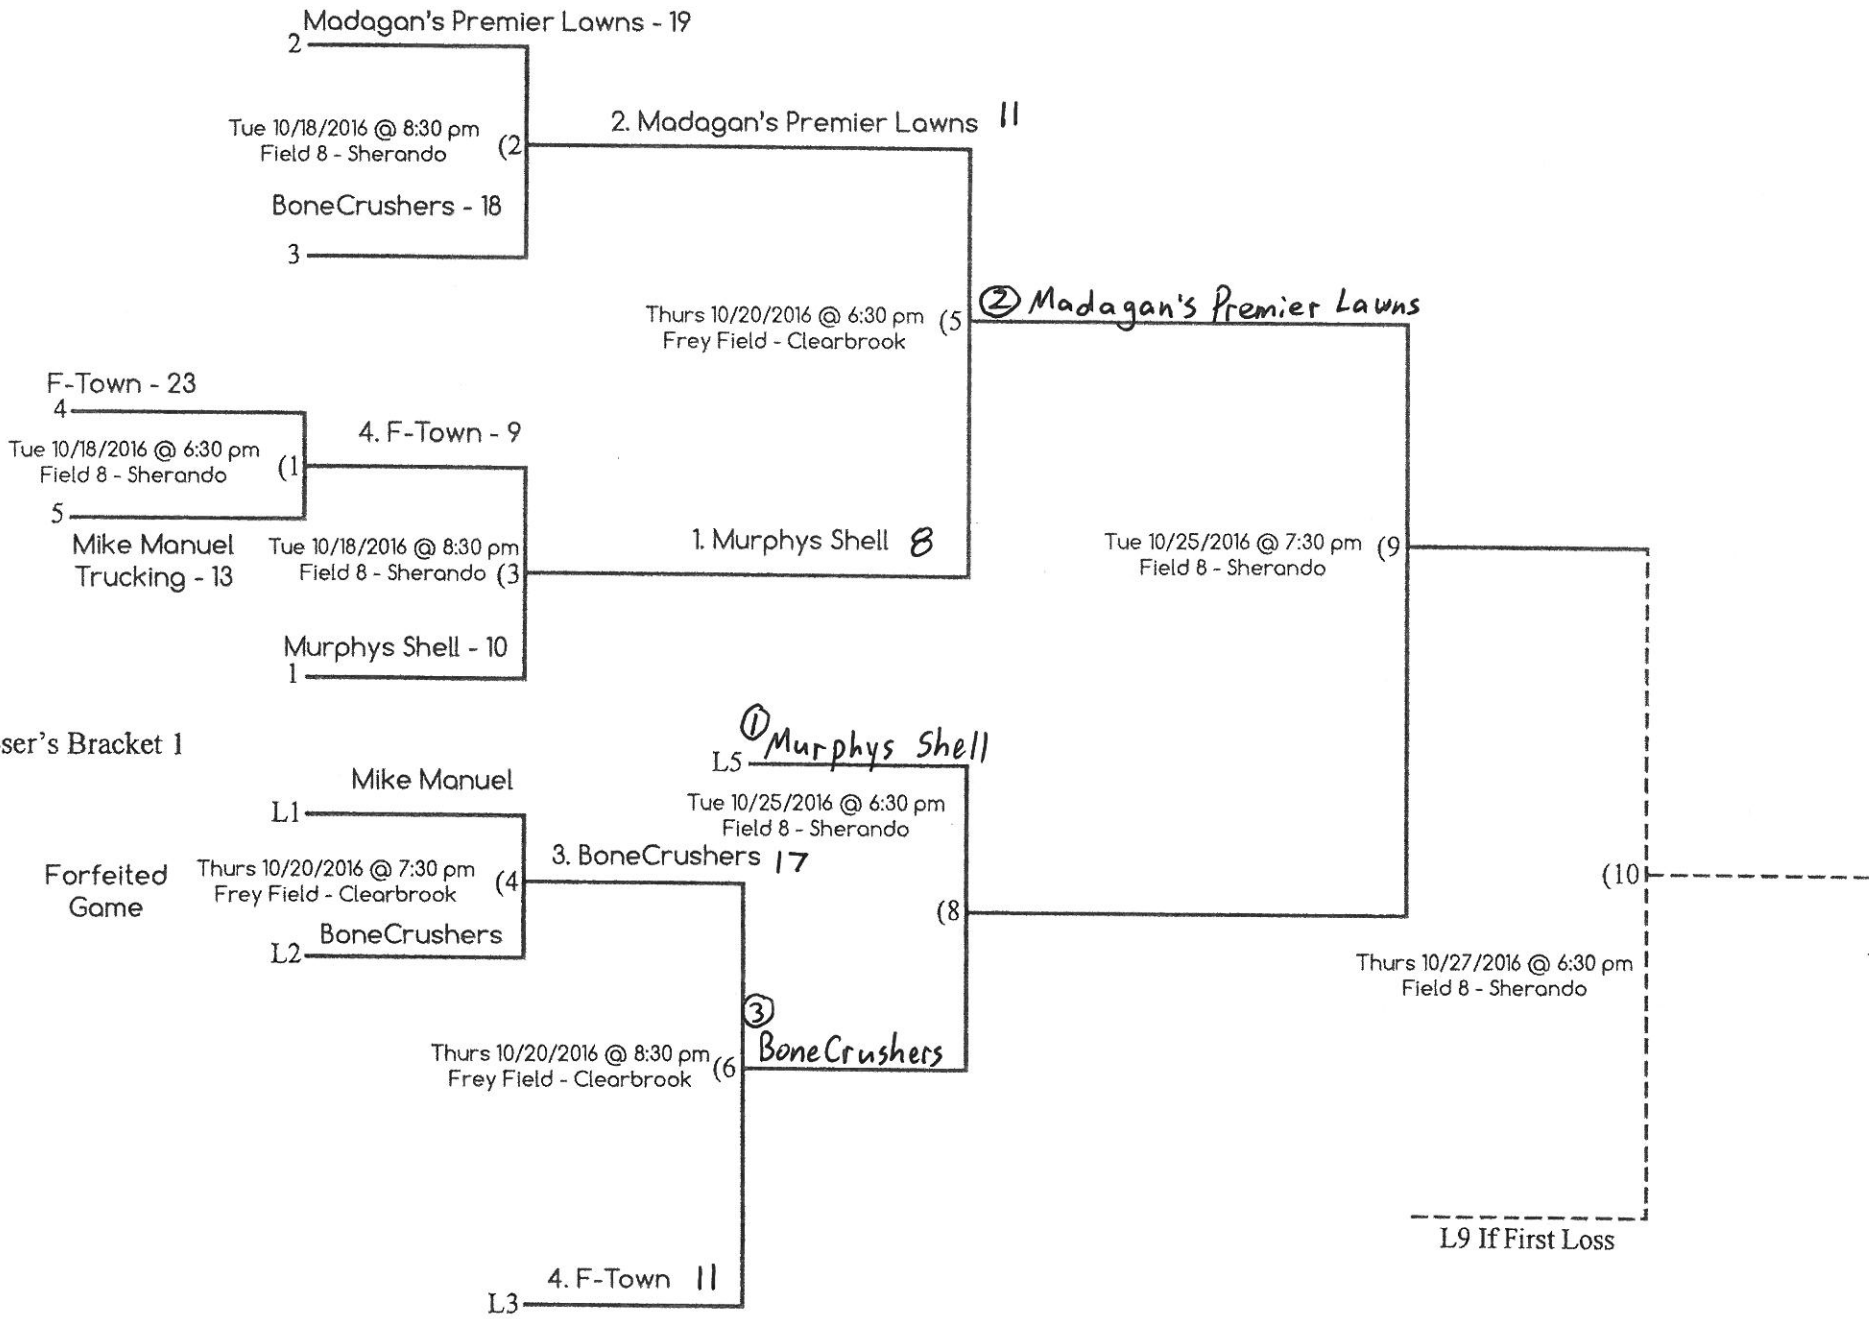 Madagan's Premier Lawns - 19
2
Tue 10/18/2016 @ 8:30 pm
Field 8 - Sherando
(2
2. Madagan's Premier Lawns 11
BoneCrushers - 18
3
Thurs 10/20/2016 @ 6:30 pm
Frey Field - Clearbrook
(5
② Madagan's Premier Lawns
F-Town - 23
4
Tue 10/18/2016 @ 6:30 pm
Field 8 - Sherando
(1
4. F-Town - 9
5
Mike Manuel
Trucking - 13
Tue 10/18/2016 @ 8:30 pm
Field 8 - Sherando
(3
1. Murphys Shell 8
Tue 10/25/2016 @ 7:30 pm
Field 8 - Sherando
(9
Murphys Shell - 10
1
ser's Bracket 1
① Murphys Shell
L5
Mike Manuel
L1
Tue 10/25/2016 @ 6:30 pm
Field 8 - Sherando
Forfeited
Game
Thurs 10/20/2016 @ 7:30 pm
Frey Field - Clearbrook
(4
3. BoneCrushers 17
(8
(10
BoneCrushers
L2
Thurs 10/27/2016 @ 6:30 pm
Field 8 - Sherando
③
BoneCrushers
Thurs 10/20/2016 @ 8:30 pm
Frey Field - Clearbrook
(6
L9 If First Loss
4. F-Town 11
L3